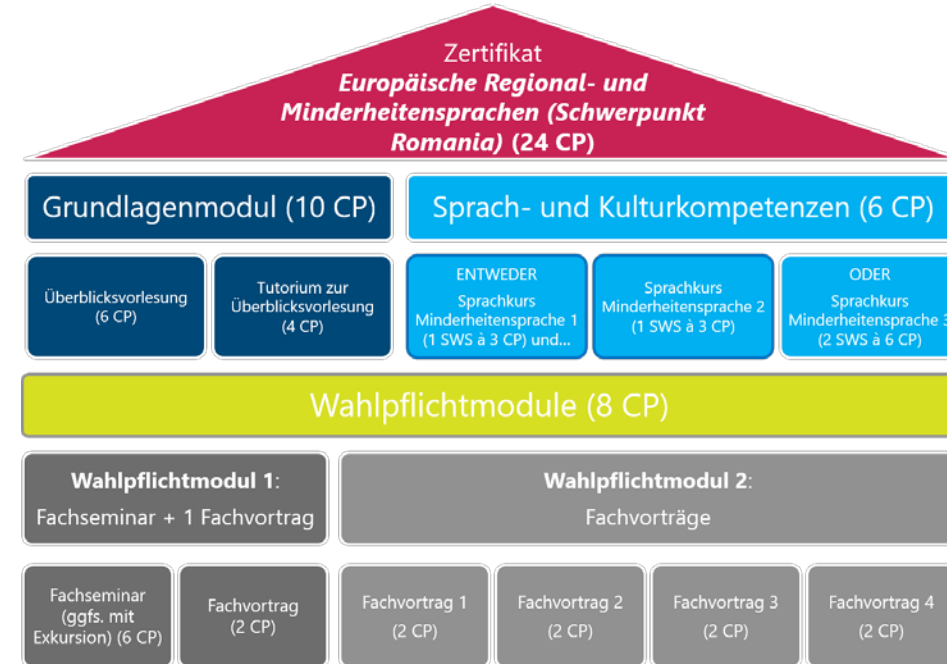 Zertifikat
Europäische Regional- und
Minderheitensprachen (Schwerpunkt
Romania) (24 CP)
Grundlagenmodul (10 CP)
Sprach- und Kulturkompetenzen (6 CP)
Überblicksvorlesung
(6 CP)
Tutorium zur
Überblicksvorlesung
(4 CP)
ENTWEDER
Sprachkurs
Minderheitensprache 1
(1 SWS à 3 CP) und...
Sprachkurs
Minderheitensprache 2
(1 SWS à 3 CP)
ODER
Sprachkurs
Minderheitensprache 3
(2 SWS à 6 CP)
Wahlpflichtmodule (8 CP)
Wahlpflichtmodul 1:
Fachseminar + 1 Fachvortrag
Wahlpflichtmodul 2:
Fachvorträge
Fachseminar
(ggfs. mit
Exkursion) (6 CP)
Fachvortrag
(2 CP)
Fachvortrag 1
(2 CP)
Fachvortrag 2
(2 CP)
Fachvortrag 3
(2 CP)
Fachvortrag 4
(2 CP)